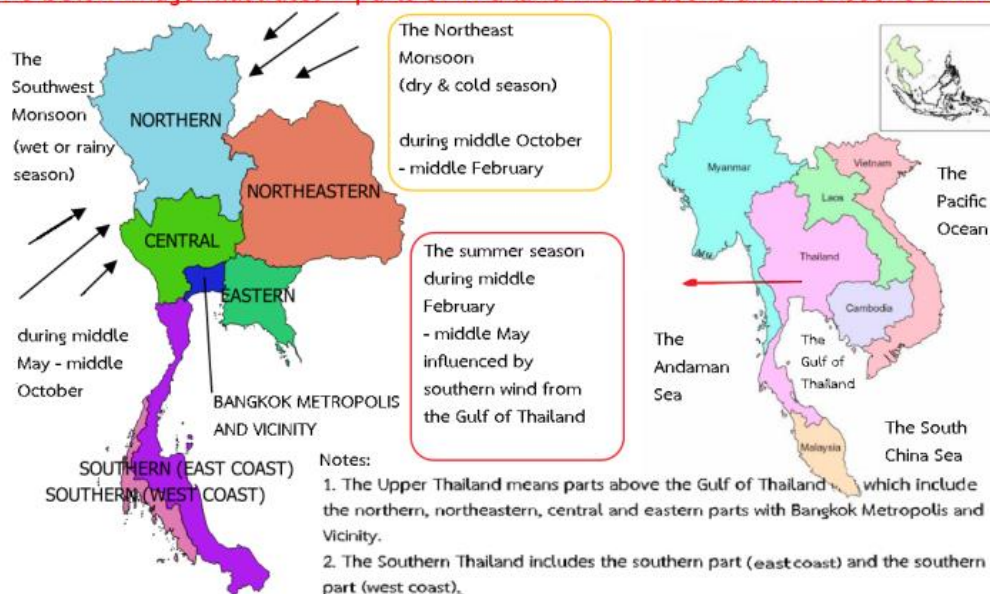 The
Southwest
Monsoon
(wet or rainy
season)
during middle
May - middle
October
NORTHERN
NORTHEASTERN
CENTRAL
EASTERN
BANGKOK METROPOLIS
AND VICINITY
SOUTHERN (EAST COAST)
SOUTHERN (WEST COAST)
The Northeast
Monsoon
(dry & cold season)
during middle October
- middle February
The summer season
during middle
February
- middle May
influenced by
southern wind from
the Gulf of Thailand
Myanmar
Vietnam
Laos
Thailand
Cambodia
Malaysia
The
Pacific
Ocean
The
Andaman
Sea
The
Gulf of
Thailand
The South
China Sea
Notes:
1. The Upper Thailand means parts above the Gulf of Thailand which include
the northern, northeastern, central and eastern parts with Bangkok Metropolis and
Vicinity.
2. The Southern Thailand includes the southern part (east coast) and the southern
part (west coast).